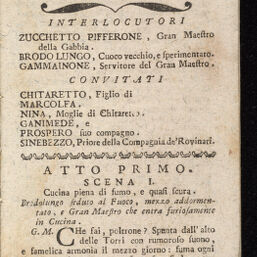 INTERLOCUTORI
ZUCCHETTO PIFFERONE, Gran Maestro
della Gabbia.
BRODO LUNGO, Cuoco vecchio, e sperimentato.
GAMMAINONE, Servitore del Gran Maestro.
CONVITATI
CHITARETTO, Figlio di
MARCOLFA.
NINA, Moglie di Chitaretto.
GANIMEDE, e
PROSPERO suo compagno.
SINEBEZZO, Priore della Compagnia de'Rovinati.
ATTO PRIMO.
SCENA I.
Cucina piena di fumo, e quasi scura.
Brodolungo seduto al Fuoco, mezzo addormen-
tato, e Gran Maestro che entra furiosamente
in Cucina.
G. M. CHe fai, poltrone? Spunta dall'alto
delle Torri con rumoroso suono,
e famelica armonia il mezzo giorno: fuma ogni